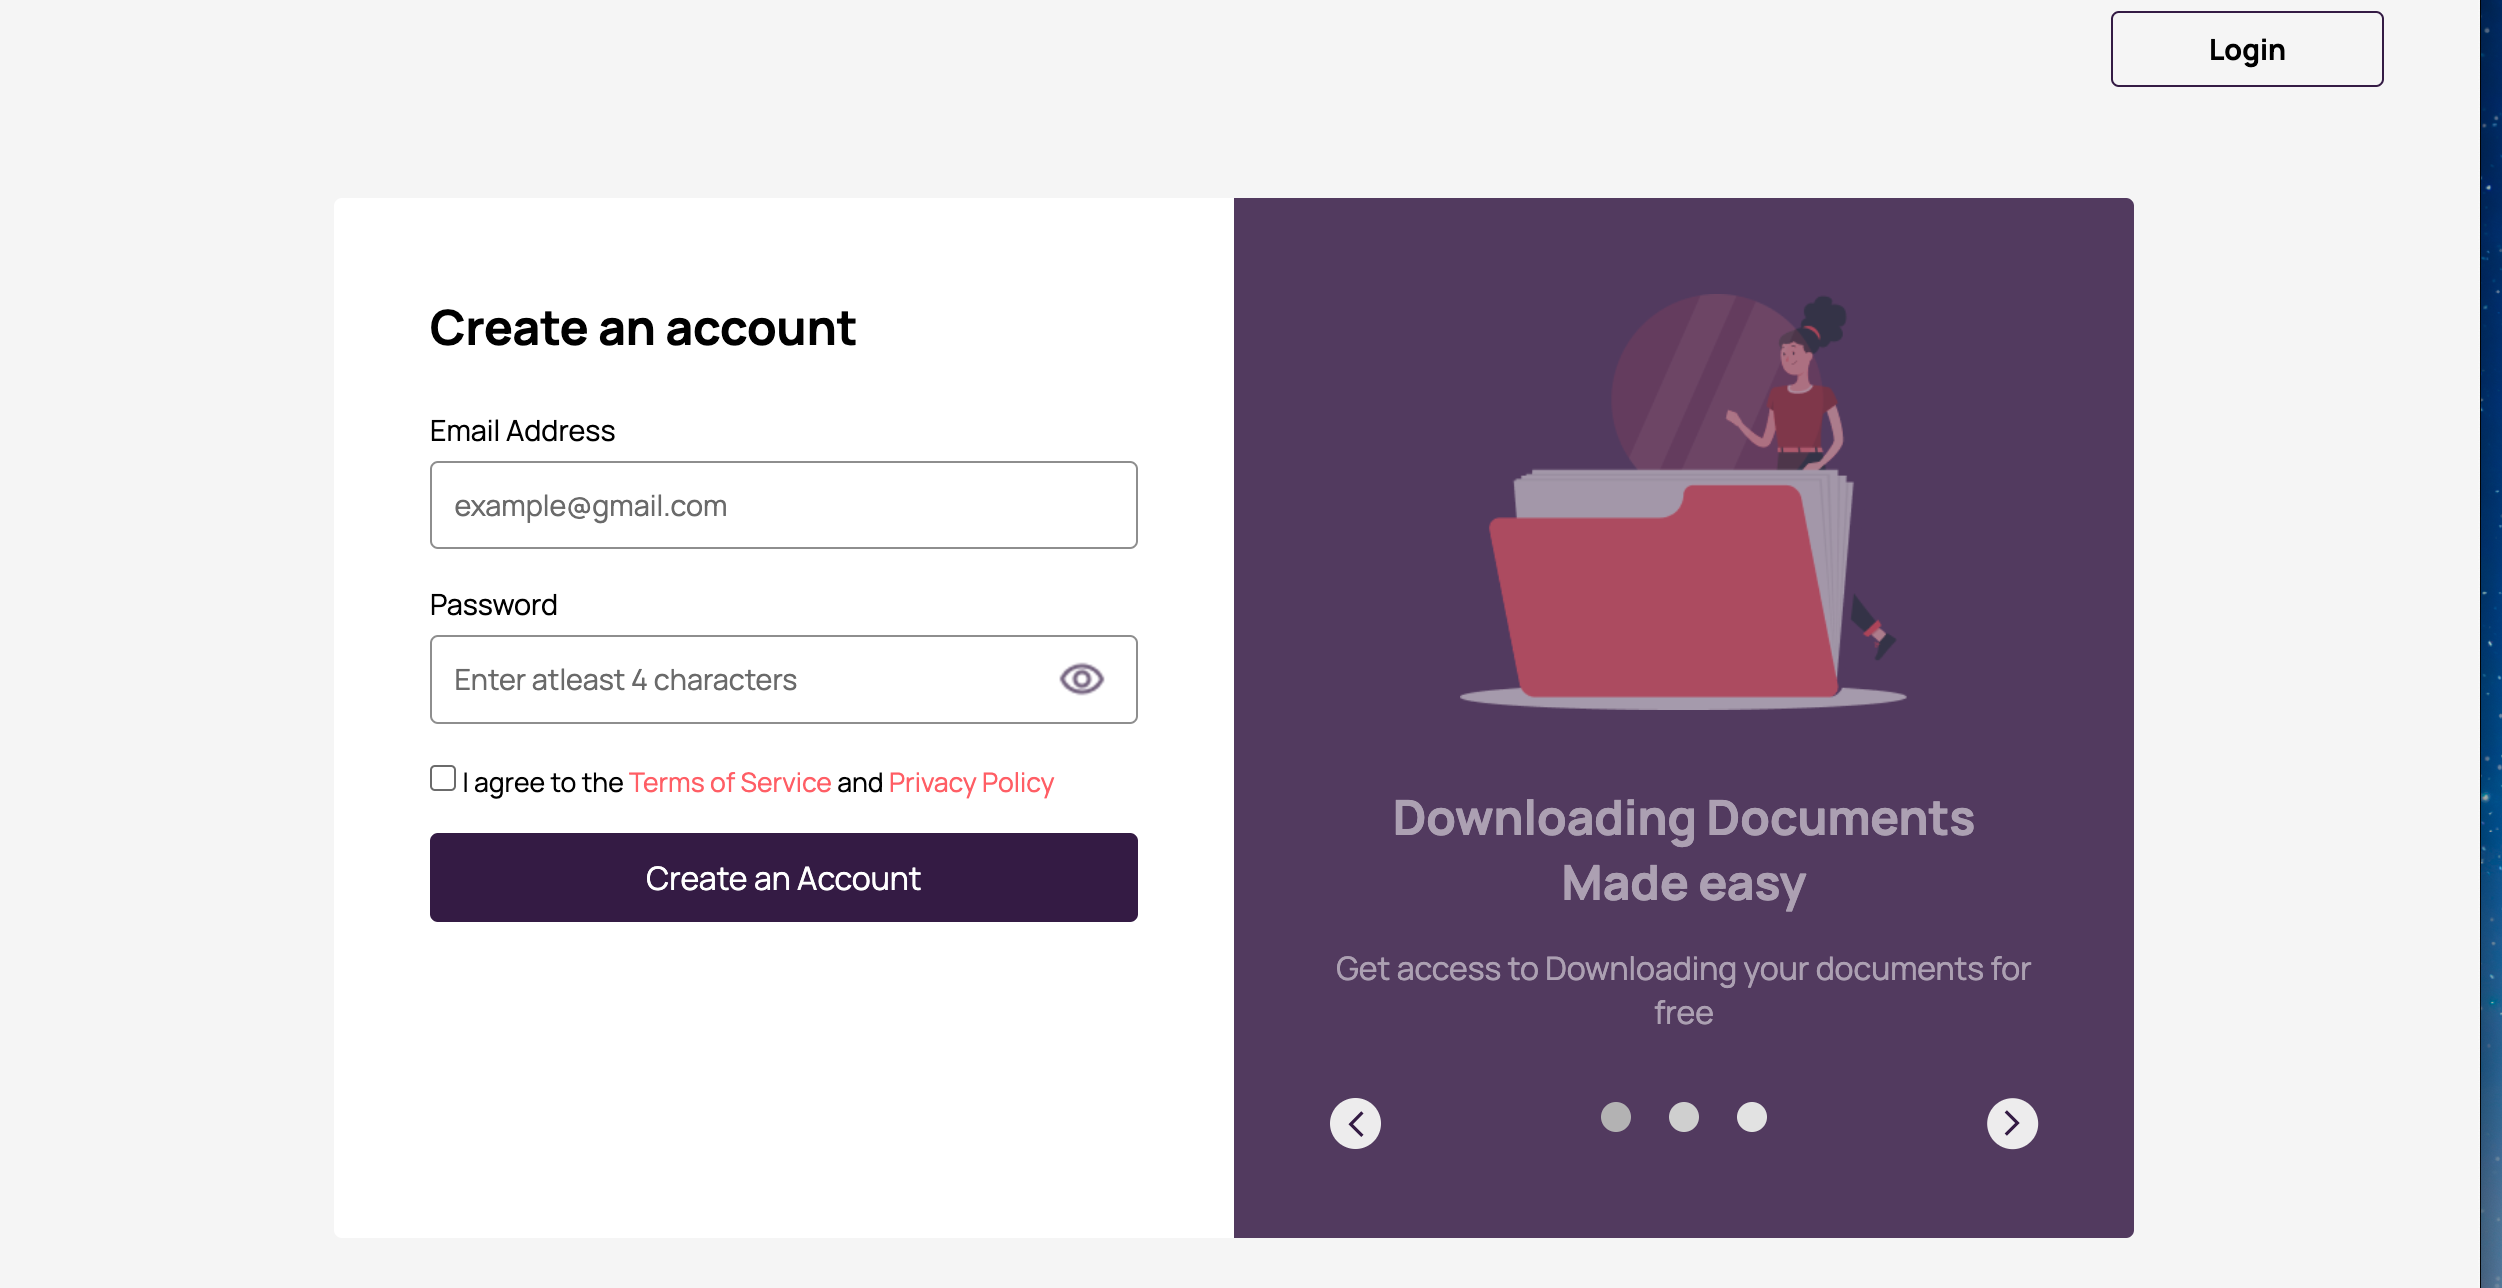 Login
Create an account
Email Address
example@gmail.com
Password
Enter atleast 4 characters
I agree to the Terms of Service and Privacy Policy
Create an Account
Downloading Documents
Made easy
Get access to Downloading your documents for
free